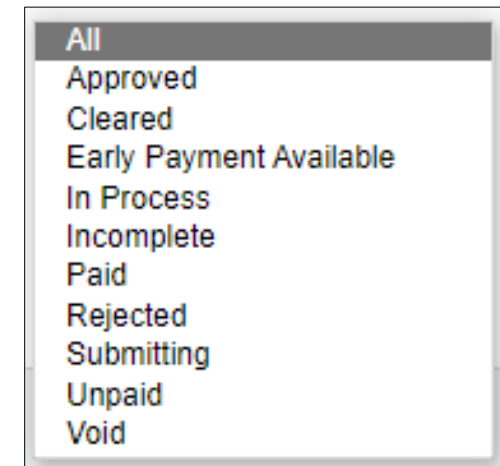 All
Approved
Cleared
Early Payment Available
In Process
Incomplete
Paid
Rejected
Submitting
Unpaid
Void